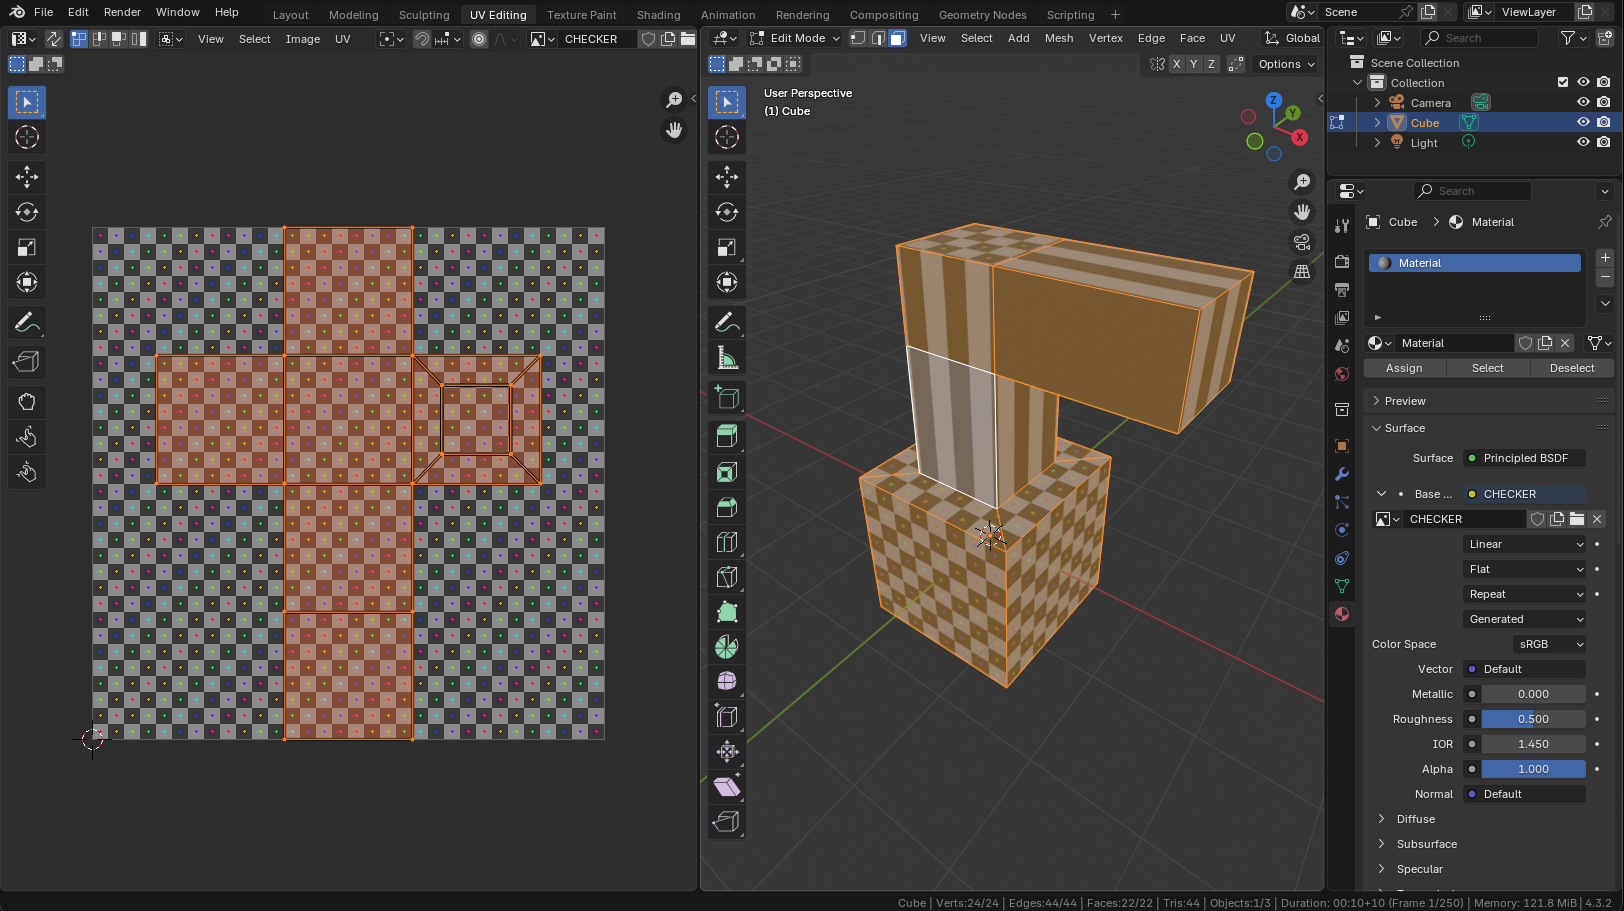 File Edit Render Window Help Layout Modeling Sculpting UV Editing Texture Paint Shading Animation Rendering Compositing Geometry Nodes Scripting + Scene ViewLayer
View Select Image UV CHECKER
Edit Mode View Select Add Mesh Vertex Edge Face UV Global
X Y Z Options
User Perspective
(1) Cube
Z
Y
X
Search
Scene Collection
Collection
Camera
Cube
Light
Search
Cube > Material
Material
Material
Assign Select Deselect
Preview
Surface
Surface Principled BSDF
Base ... CHECKER
CHECKER
Linear
Flat
Repeat
Generated
Color Space sRGB
Vector Default
Metallic 0.000
Roughness 0.500
IOR 1.450
Alpha 1.000
Normal Default
Diffuse
Subsurface
Specular
Cube | Verts:24/24 | Edges:44/44 | Faces:22/22 | Tris:44 | Objects:1/3 | Duration: 00:10+10 (Frame 1/250) | Memory: 121.8 MiB | 4.3.2